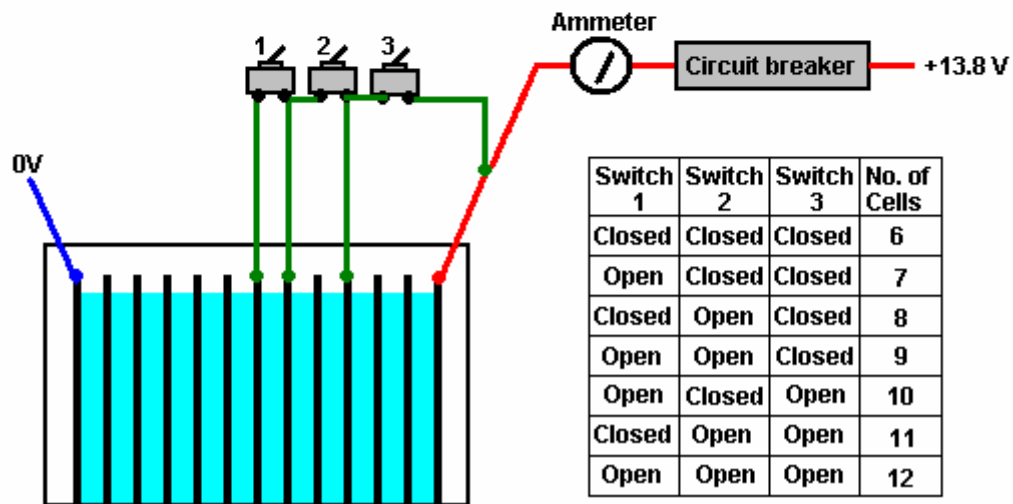 Ammeter
1 2 3
Circuit breaker
+13.8 V
0V
Switch 1 Switch 2 Switch 3 No. of Cells
Closed Closed Closed 6
Open Closed Closed 7
Closed Open Closed 8
Open Open Closed 9
Open Closed Open 10
Closed Open Open 11
Open Open Open 12